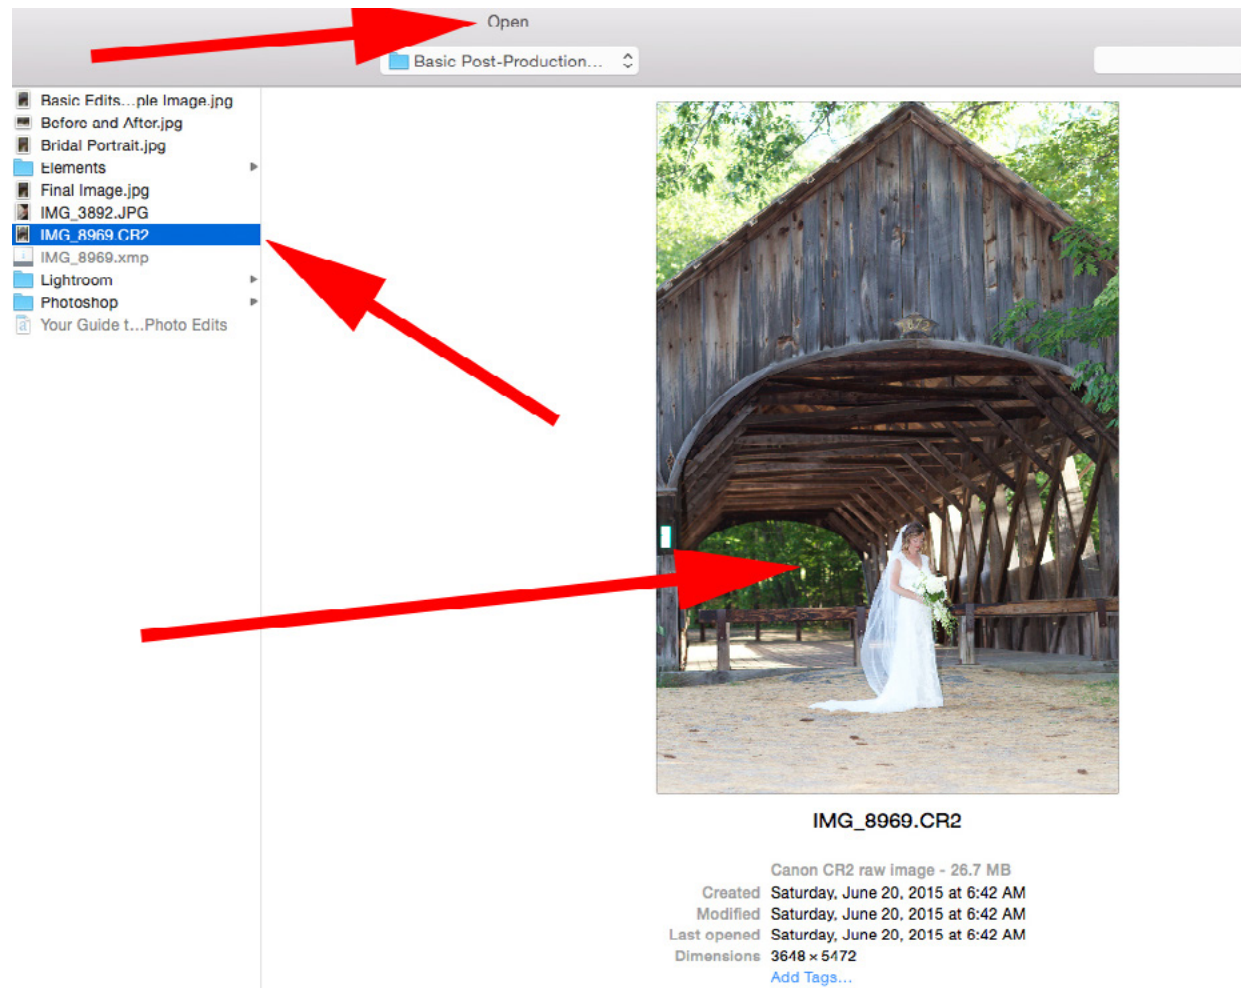 Open
Basic Post-Production...
Basic Edits...ple Image.jpg
Before and After.jpg
Bridal Portrait.jpg
Elements
Final Image.jpg
IMG_3892.JPG
IMG_8969.CR2
IMG_8969.xmp
Lightroom
Photoshop
Your Guide t...Photo Edits
1872
IMG_8969.CR2
Canon CR2 raw image - 26.7 MB
Created Saturday, June 20, 2015 at 6:42 AM
Modified Saturday, June 20, 2015 at 6:42 AM
Last opened Saturday, June 20, 2015 at 6:42 AM
Dimensions 3648 × 5472
Add Tags...